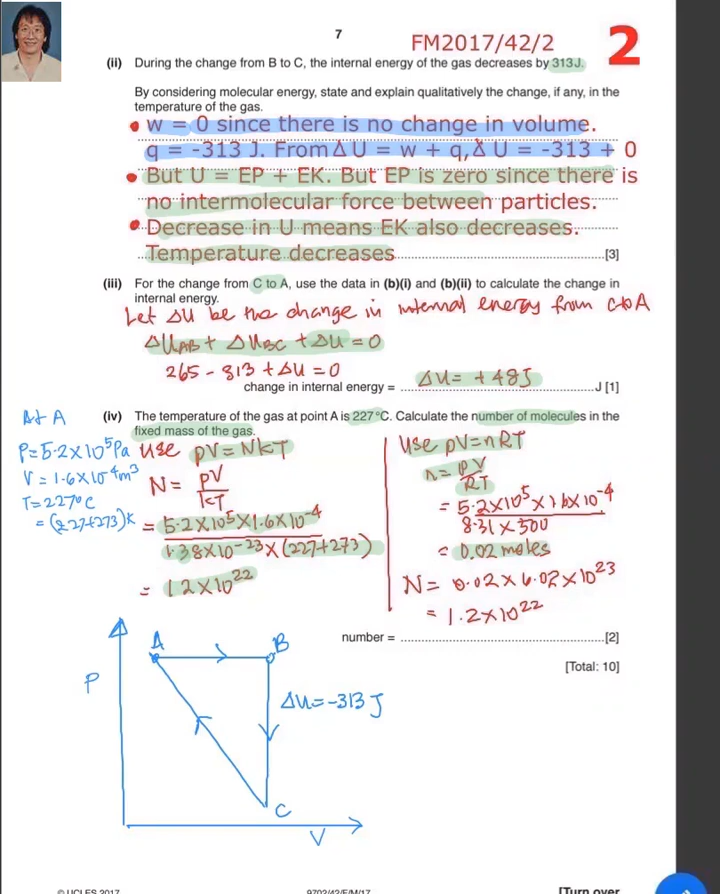 7
FM2017/42/2
2
(ii) During the change from B to C, the internal energy of the gas decreases by 313 J.
By considering molecular energy, state and explain qualitatively the change, if any, in the
temperature of the gas.
• w = 0 since there is no change in volume.
q = -313 J. From ΔU = w + q, ΔU = -313 + 0
• But U = EP + EK. But EP is zero since there is
no intermolecular force between particles.
• Decrease in U means EK also decreases.
Temperature decreases [3]
(iii) For the change from C to A, use the data in (b)(i) and (b)(ii) to calculate the change in
internal energy.
Let ΔU be the change in internal energy from C to A
ΔU_AB + ΔU_BC + ΔU = 0
265 - 313 + ΔU = 0
change in internal energy = ΔU = +48J J [1]
(iv) The temperature of the gas at point A is 227 °C. Calculate the number of molecules in the
fixed mass of the gas.
At A
P = 5.2 x 10⁵ Pa
V = 1.6 x 10⁻⁴ m³
T = 227°C
= (227+273) K
use pV = NkT
N = pV / kT
= 5.2 x 10⁵ x 1.6 x 10⁻⁴ / 1.38 x 10⁻²³ x (227+273)
= 1.2 x 10²²
use pV = nRT
n = pV / RT
= 5.2 x 10⁵ x 1.6 x 10⁻⁴ / 8.31 x 500
= 0.02 moles
N = 0.02 x 6.02 x 10²³
= 1.2 x 10²²
number = [2]
[Total: 10]
A
B
P
ΔU = -313 J
C
V
© UCLES 2017
9702/42/F/M/17
[Turn over